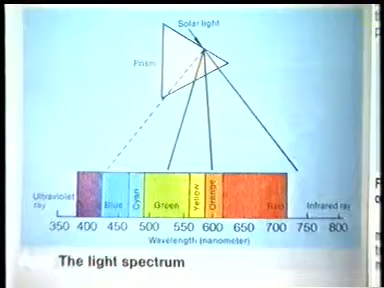 Solar light
Prism
Ultraviolet
ray
Blue
Cyan
Green
Yellow
Orange
Red
Infrared ray
350 400 450 500 550 600 650 700 750 800
Wavelength (nanometer)
The light spectrum